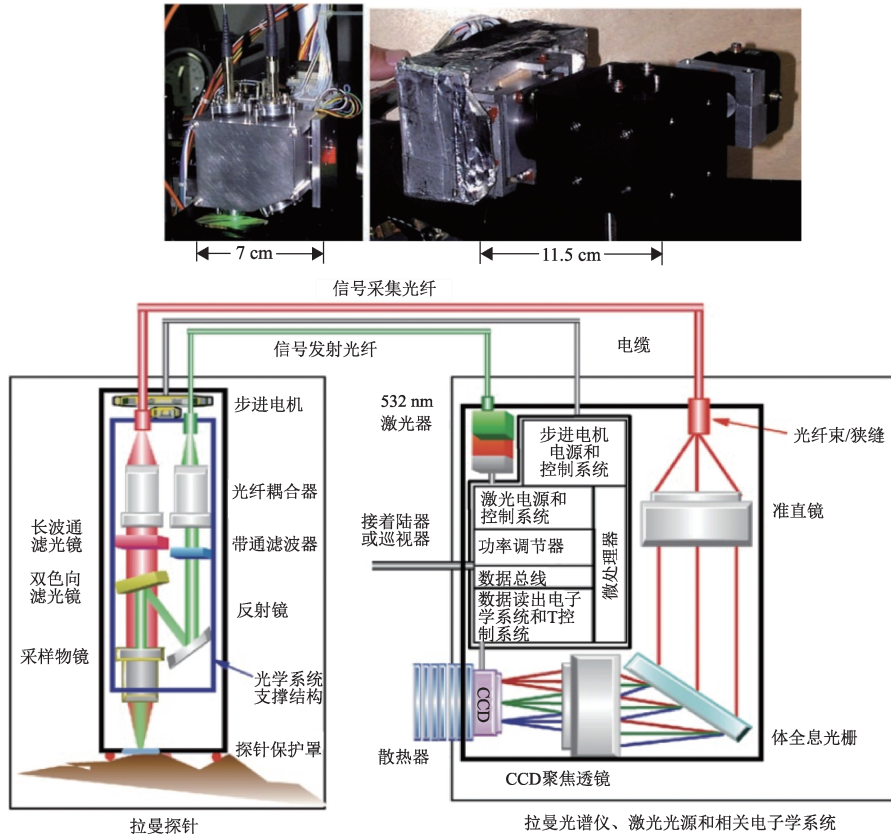 7 cm
11.5 cm
信号采集光纤
信号发射光纤
电缆
步进电机
光纤耦合器
长波通
滤光镜
带通滤波器
双色向
滤光镜
反射镜
采样物镜
光学系统
支撑结构
探针保护罩
拉曼探针
532 nm
激光器
步进电机
电源和
控制系统
激光电源和
控制系统
功率调节器
数据总线
数据读出电子
学系统和T控
制系统
微处理器
接着陆器
或巡视器
光纤束/狭缝
准直镜
CCD
散热器
CCD聚焦透镜
体全息光栅
拉曼光谱仪、激光光源和相关电子学系统